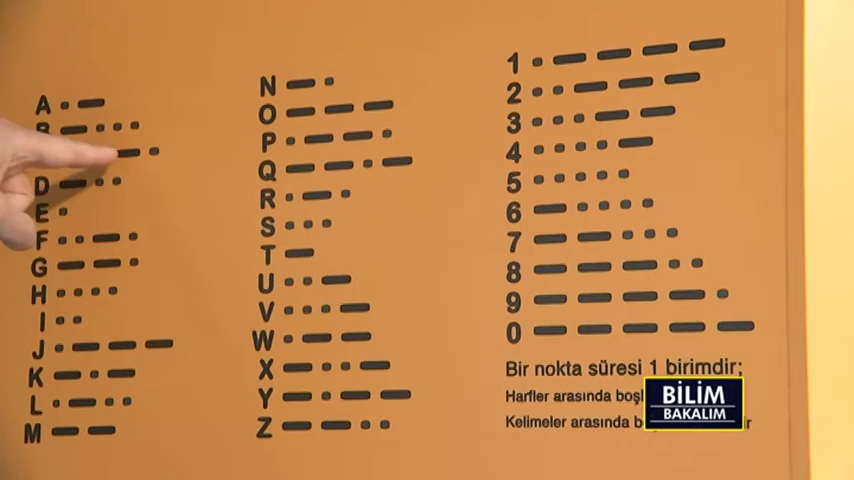 A
B
D
E
F
G
H
I
J
K
L
M
N
O
P
Q
R
S
T
U
V
W
X
Y
Z
1
2
3
4
5
6
7
8
9
0
Bir nokta süresi 1 birimdir;
Harfler arasında
Kelimeler arasında
BİLİM
BAKALIM